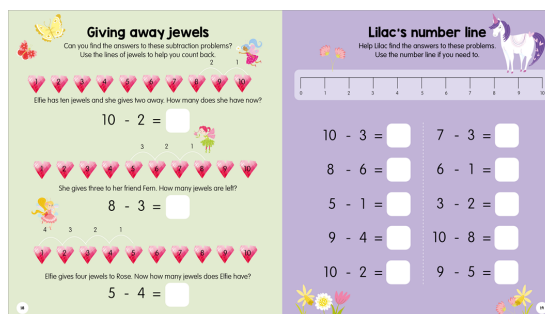 Giving away jewels
Can you find the answers to these subtraction problems?
Use the lines of jewels to help you count back.
2 1
1 2 3 4 5 6 7 8 9 10
Elfie has ten jewels and she gives two away. How many does she have now?
10 - 2 =
3 2 1
1 2 3 4 5 6 7 8 9 10
She gives three to her friend Fern. How many jewels are left?
8 - 3 =
4 3 2 1
1 2 3 4 5 6 7 8 9 10
Elfie gives four jewels to Rose. Now how many jewels does Elfie have?
5 - 4 =
18
Lilac's number line
Help Lilac find the answers to these problems.
Use the number line if you need to.
0 1 2 3 4 5 6 7 8 9 10
10 - 3 =
8 - 6 =
5 - 1 =
9 - 4 =
10 - 2 =
7 - 3 =
6 - 1 =
3 - 2 =
10 - 8 =
9 - 5 =